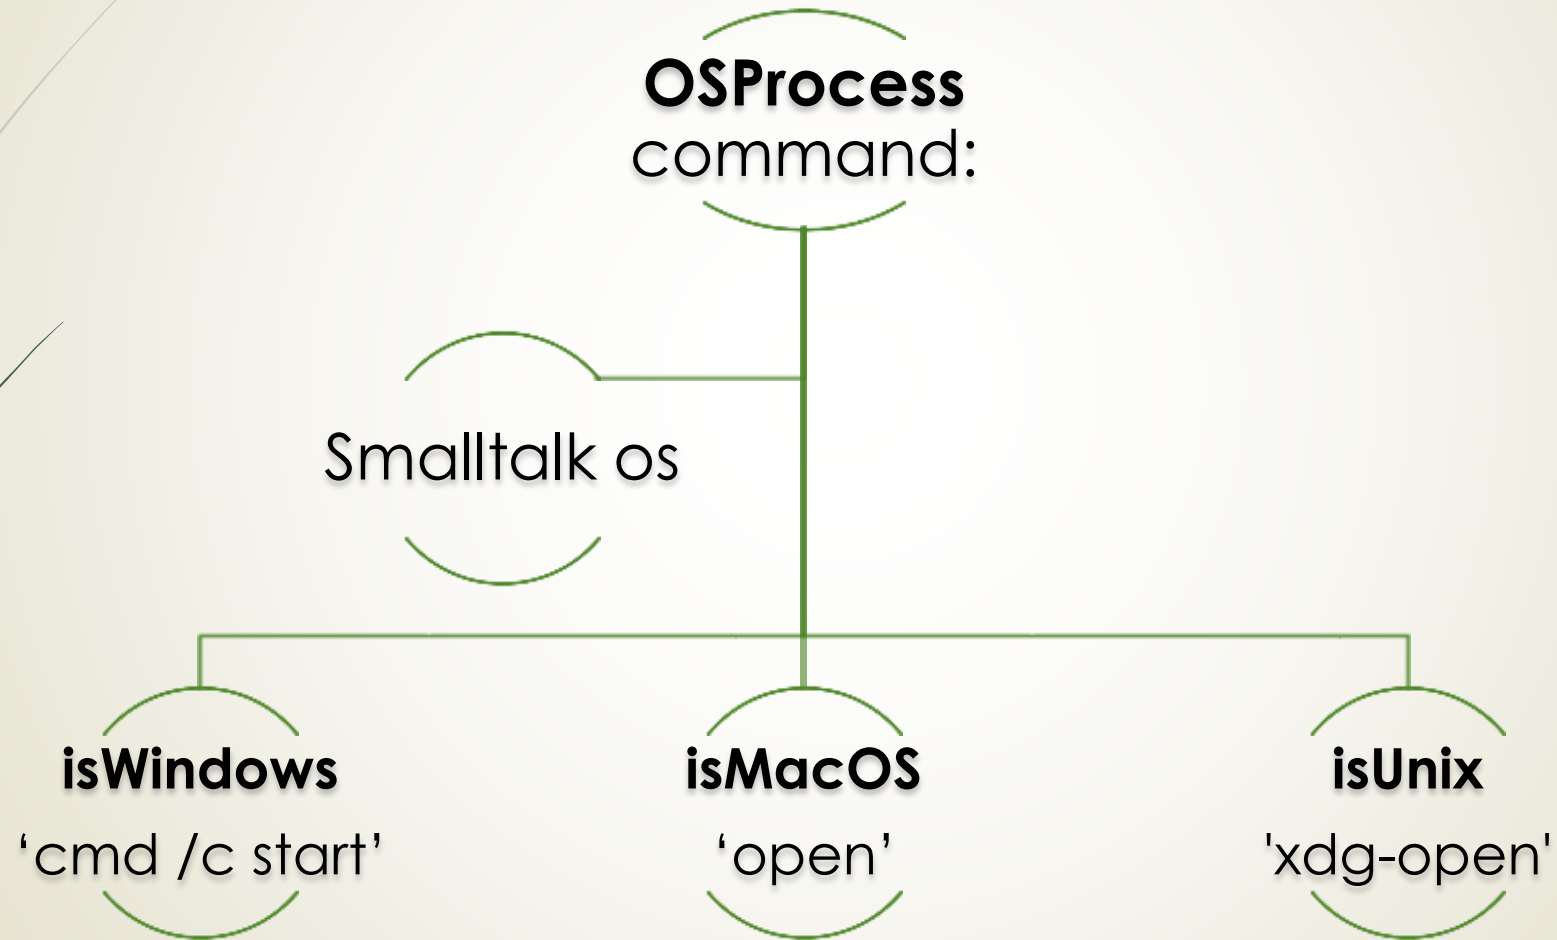 OSProcess
command:
Smalltalk os
isWindows
‘cmd /c start’
isMacOS
‘open’
isUnix
'xdg-open'